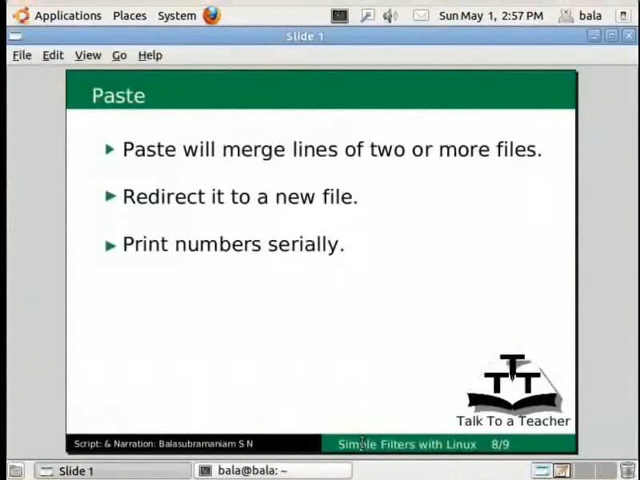 Applications Places System Sun May 1, 2:57 PM bala
Slide 1
File Edit View Go Help
Paste
Paste will merge lines of two or more files.
Redirect it to a new file.
Print numbers serially.
TTT
Talk To a Teacher
Script: & Narration: Balasubramaniam S N Simple Filters with Linux 8/9
Slide 1 bala@bala: ~